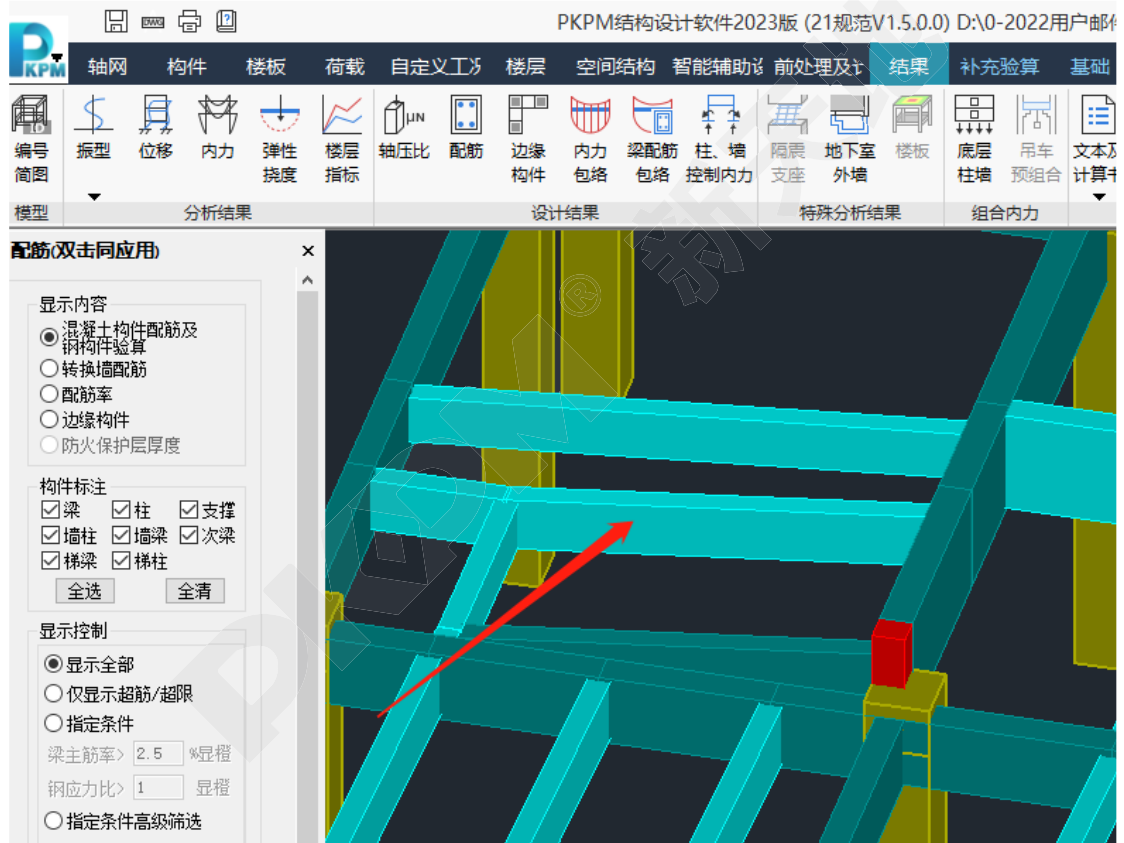 DWG
PKPM结构设计软件2023版 (21规范V1.5.0.0) D:\0-2022用户邮件
PKPM
轴网 构件 楼板 荷载 自定义工况 楼层 空间结构 智能辅助设 前处理及计 结果 补充验算 基础
编号简图 振型 位移 内力 弹性挠度 楼层指标 轴压比 μN 配筋 边缘构件 内力包络 梁配筋包络 柱、墙控制内力 隔震支座 地下室外墙 楼板 底层柱墙 吊车预组合 文本及计算书
模型 分析结果 设计结果 特殊分析结果 组合内力
配筋(双击同应用)
显示内容
混凝土构件配筋及
钢构件验算
转换墙配筋
配筋率
边缘构件
防火保护层厚度
构件标注
梁 柱 支撑
墙柱 墙梁 次梁
梯梁 梯柱
全选 全清
显示控制
显示全部
仅显示超筋/超限
指定条件
梁主筋率> 2.5 %显橙
钢应力比> 1 显橙
指定条件高级筛选
PKPM® 新天地